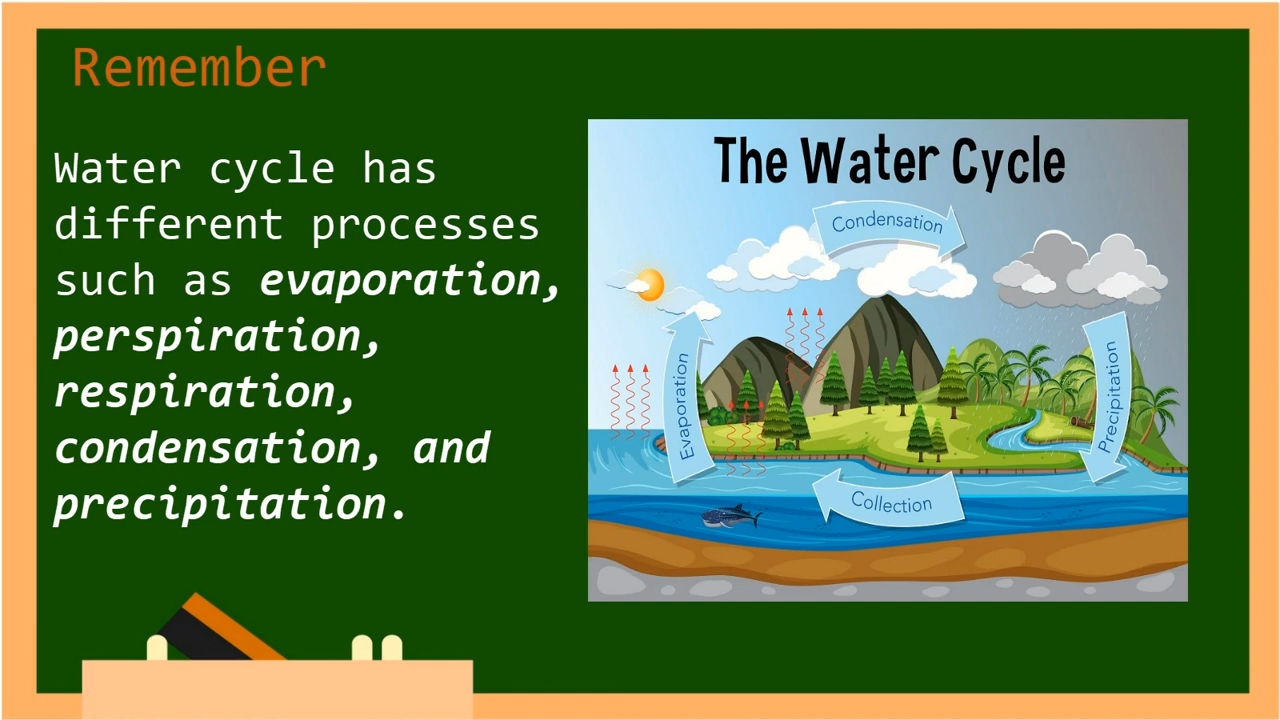 Remember
Water cycle has
different processes
such as evaporation,
perspiration,
respiration,
condensation, and
precipitation.
The Water Cycle
Condensation
Evaporation
Precipitation
Collection